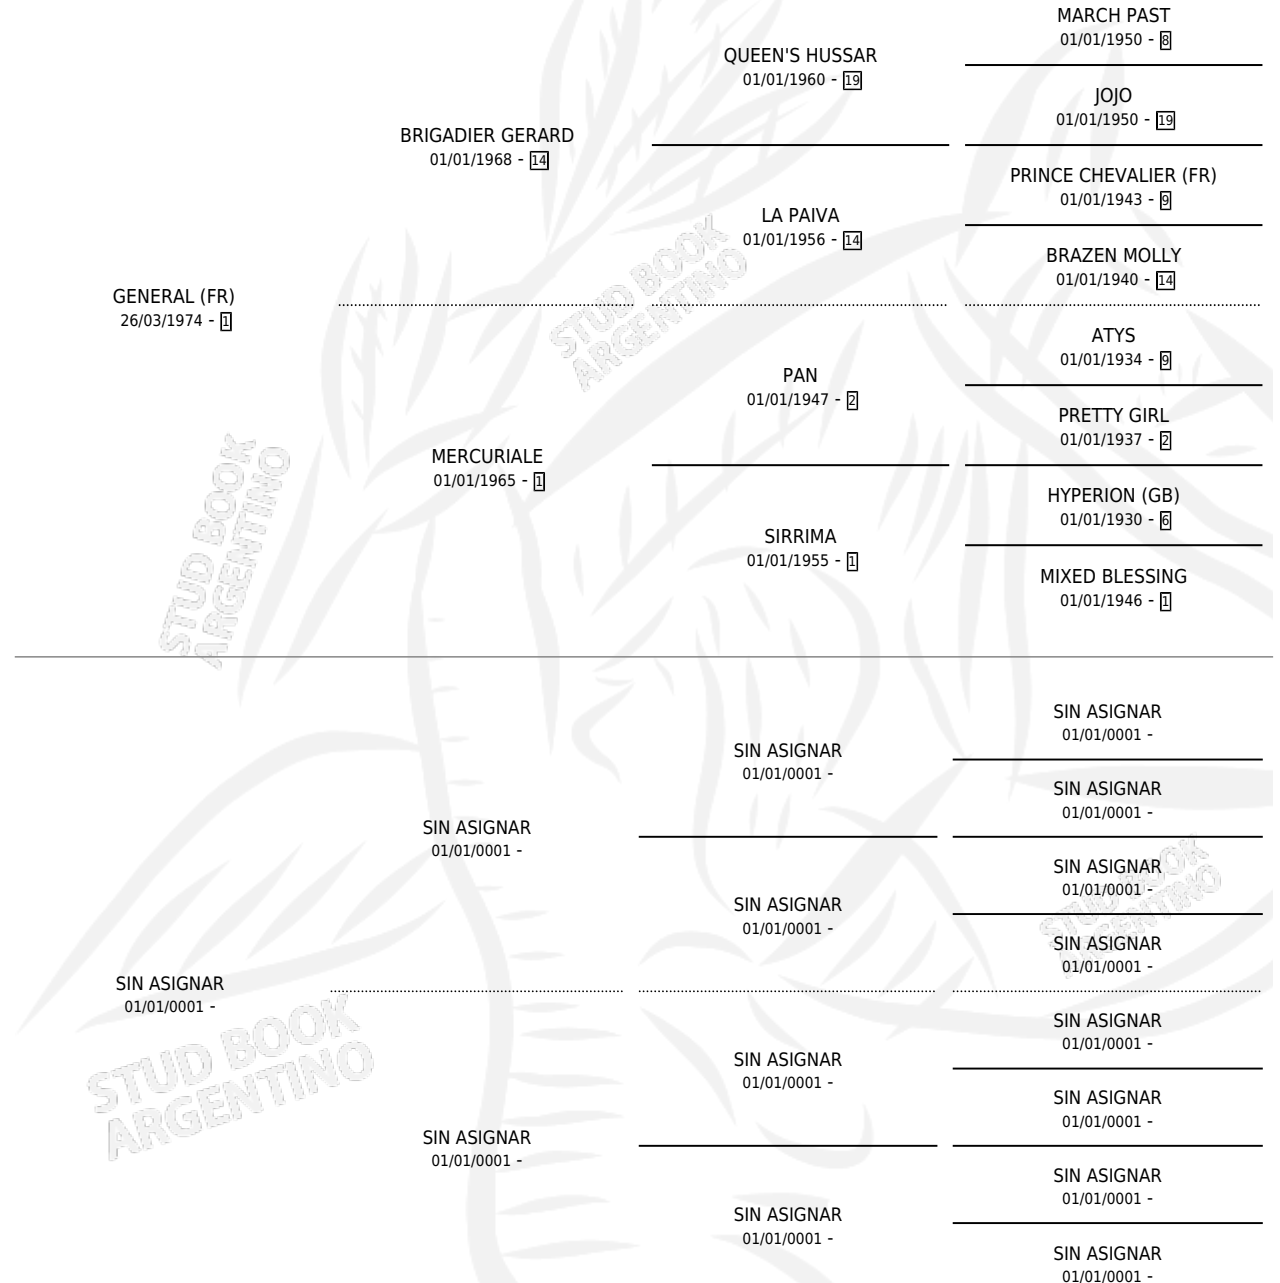 MARCH PAST
01/01/1950 - 8
QUEEN'S HUSSAR
01/01/1960 - 19
JOJO
01/01/1950 - 19
BRIGADIER GERARD
01/01/1968 - 14
PRINCE CHEVALIER (FR)
01/01/1943 - 9
LA PAIVA
01/01/1956 - 14
BRAZEN MOLLY
01/01/1940 - 14
GENERAL (FR)
26/03/1974 - 1
ATYS
01/01/1934 - 9
PAN
01/01/1947 - 2
PRETTY GIRL
01/01/1937 - 2
MERCURIALE
01/01/1965 - 1
HYPERION (GB)
01/01/1930 - 6
SIRRIMA
01/01/1955 - 1
MIXED BLESSING
01/01/1946 - 1
STUD BOOK
ARGENTINO
STUD BOOK
ARGENTINO
SIN ASIGNAR
01/01/0001 -
SIN ASIGNAR
01/01/0001 -
SIN ASIGNAR
01/01/0001 -
SIN ASIGNAR
01/01/0001 -
SIN ASIGNAR
01/01/0001 -
SIN ASIGNAR
01/01/0001 -
SIN ASIGNAR
01/01/0001 -
SIN ASIGNAR
01/01/0001 -
SIN ASIGNAR
01/01/0001 -
SIN ASIGNAR
01/01/0001 -
SIN ASIGNAR
01/01/0001 -
SIN ASIGNAR
01/01/0001 -
SIN ASIGNAR
01/01/0001 -
SIN ASIGNAR
01/01/0001 -
SIN ASIGNAR
01/01/0001 -
STUD BOOK
ARGENTINO
STUD BOOK
ARGENTINO